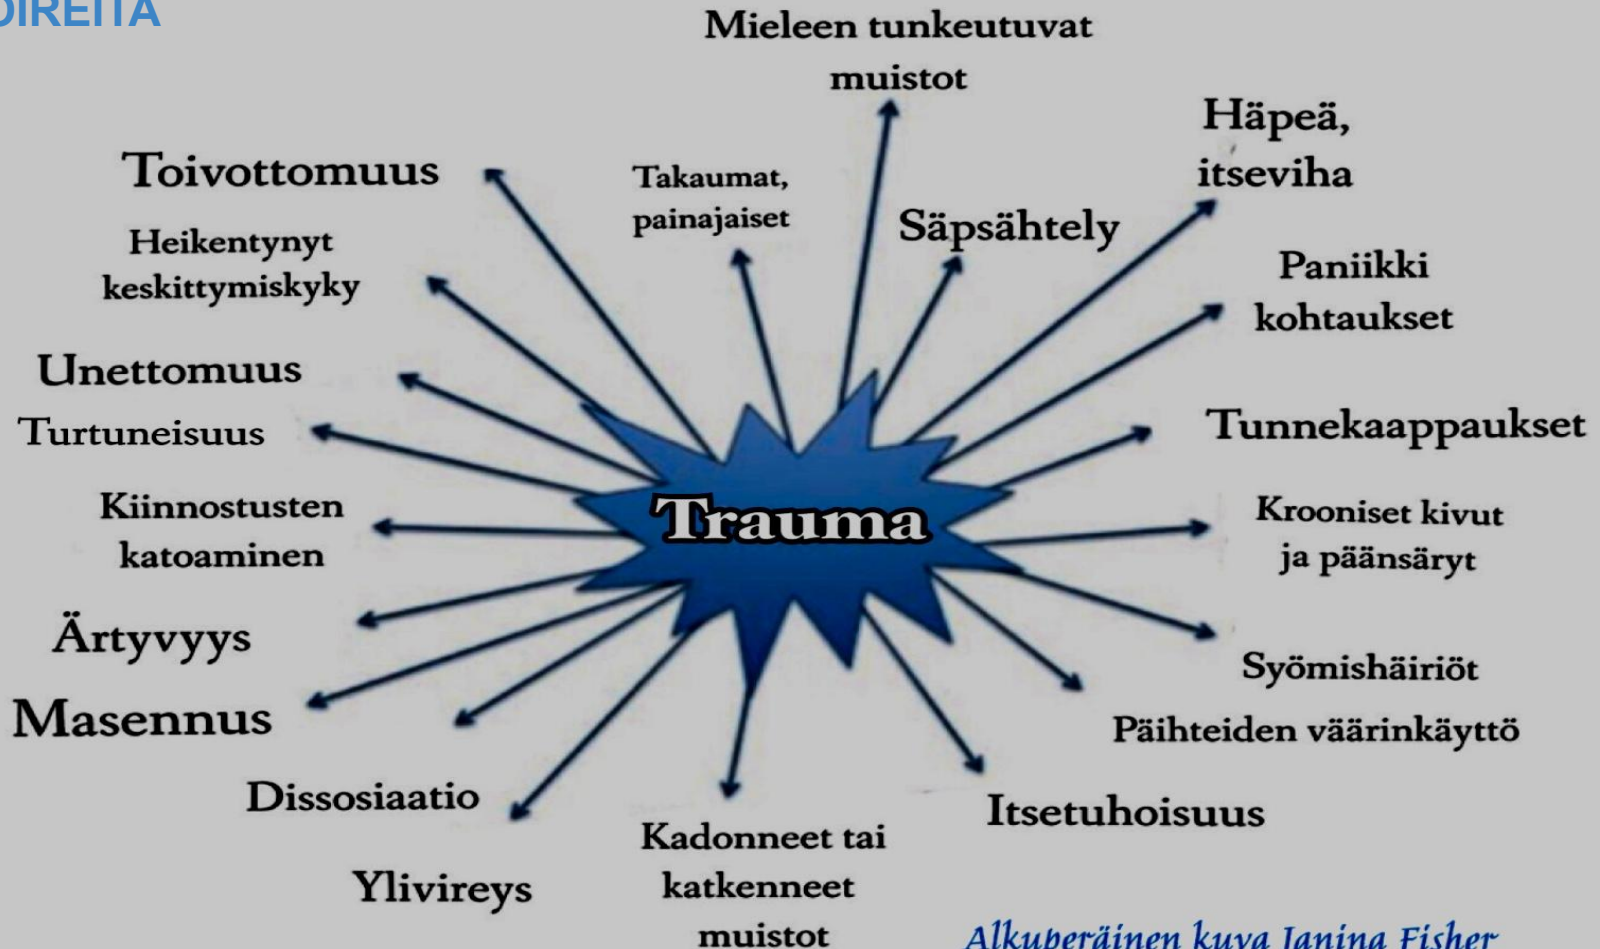 OIREITA
Mieleen tunkeutuvat
muistot
Häpeä,
itseviha
Toivottomuus
Takaumat,
painajaiset
Säpsähtely
Heikentynyt
keskittymiskyky
Paniikki
kohtaukset
Unettomuus
Turtuneisuus
Tunnekaappaukset
Kiinnostusten
katoaminen
Trauma
Krooniset kivut
ja päänsäryt
Ärtyvyys
Syömishäiriöt
Masennus
Päihteiden väärinkäyttö
Dissosiaatio
Itsetuhoisuus
Ylivireys
Kadonneet tai
katkenneet
muistot
Alkuperäinen kuva Janina Fisher